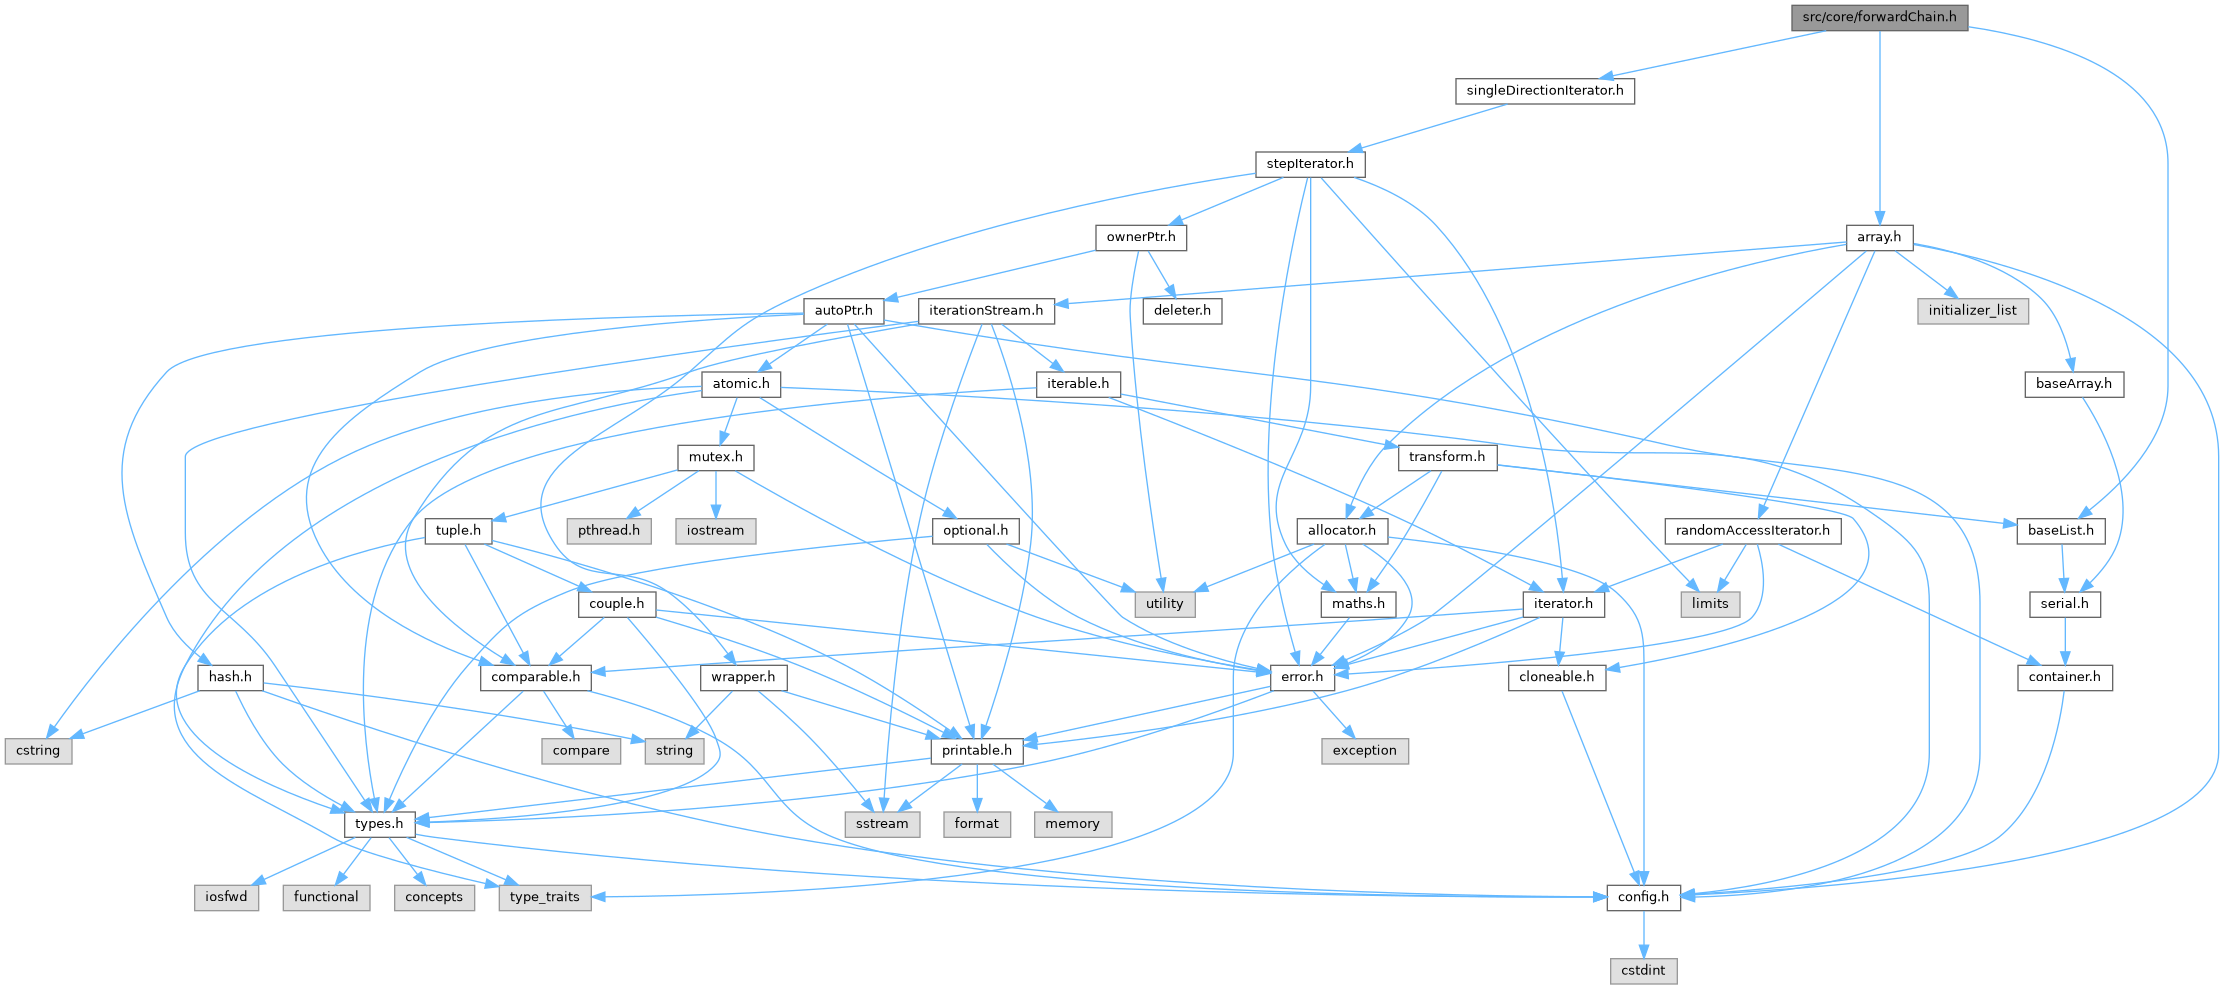 src/core/forwardChain.h
singleDirectionIterator.h
stepIterator.h
ownerPtr.h
array.h
autoPtr.h
iterationStream.h
deleter.h
initializer_list
atomic.h
iterable.h
baseArray.h
mutex.h
transform.h
tuple.h
pthread.h
iostream
optional.h
allocator.h
randomAccessIterator.h
baseList.h
couple.h
utility
maths.h
iterator.h
limits
serial.h
hash.h
comparable.h
wrapper.h
error.h
cloneable.h
container.h
cstring
compare
string
printable.h
exception
types.h
sstream
format
memory
iosfwd
functional
concepts
type_traits
config.h
cstdint